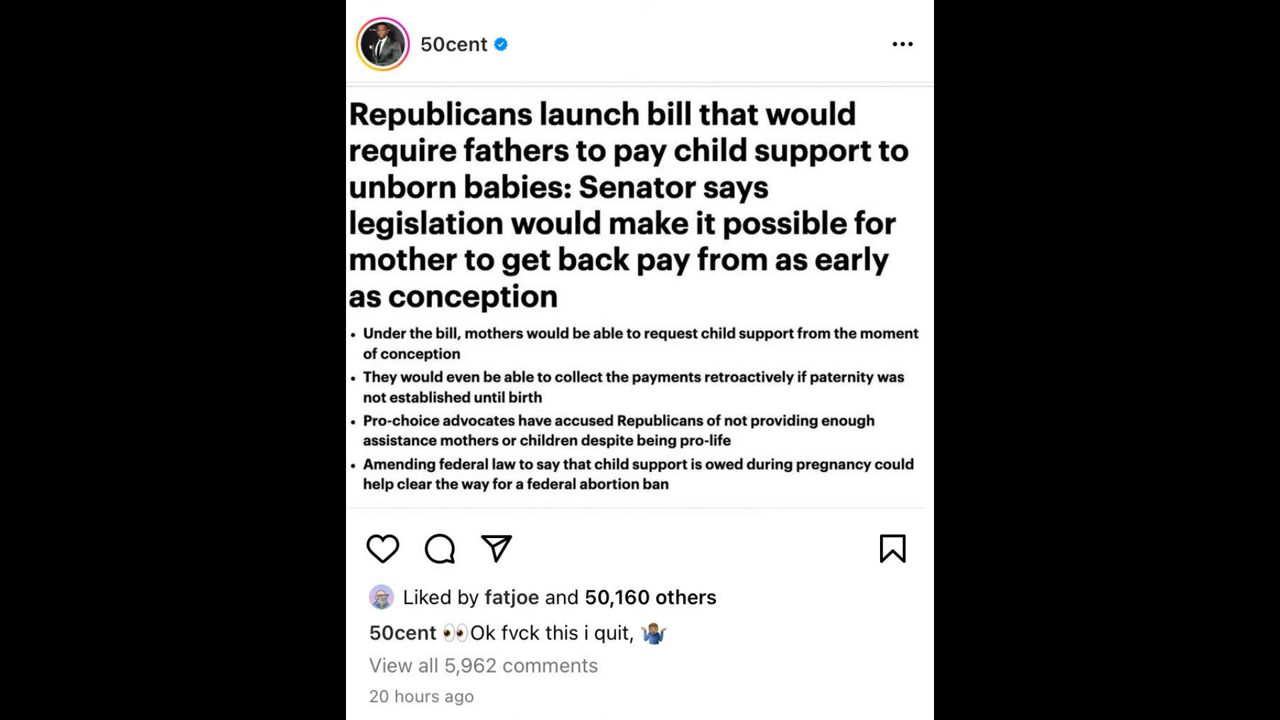 50cent
Republicans launch bill that would
require fathers to pay child support to
unborn babies: Senator says
legislation would make it possible for
mother to get back pay from as early
as conception
• Under the bill, mothers would be able to request child support from the moment
of conception
• They would even be able to collect the payments retroactively if paternity was
not established until birth
• Pro-choice advocates have accused Republicans of not providing enough
assistance mothers or children despite being pro-life
• Amending federal law to say that child support is owed during pregnancy could
help clear the way for a federal abortion ban
Liked by fatjoe and 50,160 others
50cent 👀Ok fvck this i quit, 🤷🏽‍♂️
View all 5,962 comments
20 hours ago